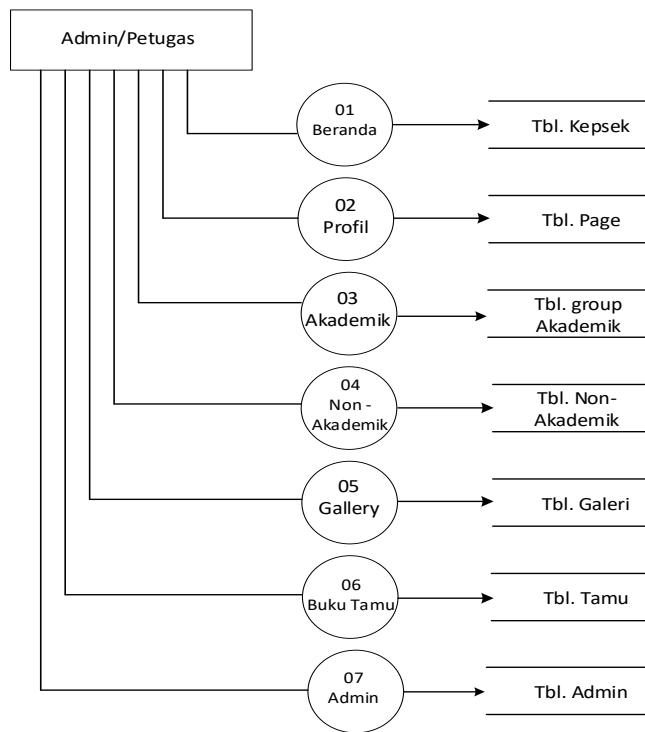 Admin/Petugas
01
Beranda
Tbl. Kepsek
02
Profil
Tbl. Page
03
Akademik
Tbl. group
Akademik
04
Non -
Akademik
Tbl. Non-
Akademik
05
Gallery
Tbl. Galeri
06
Buku Tamu
Tbl. Tamu
07
Admin
Tbl. Admin